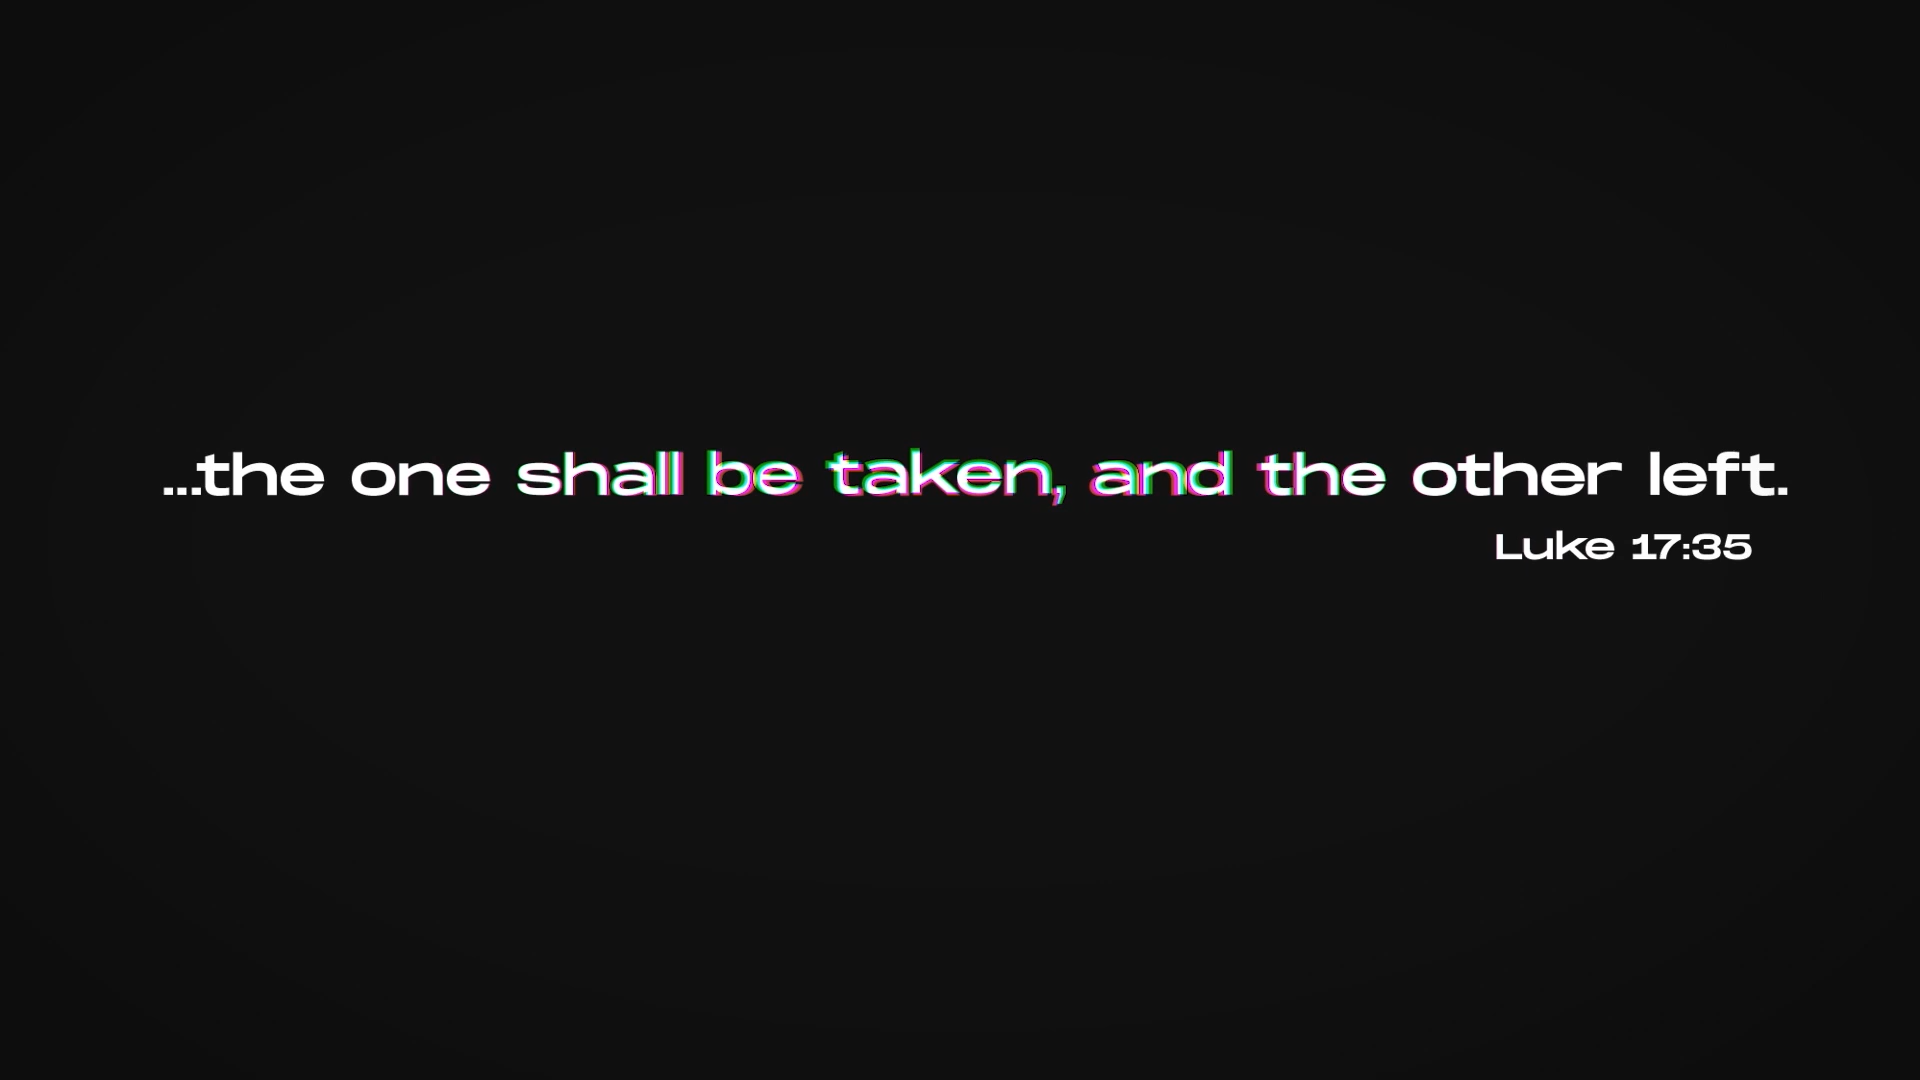 ...the one shall be taken, and the other left.
Luke 17:35